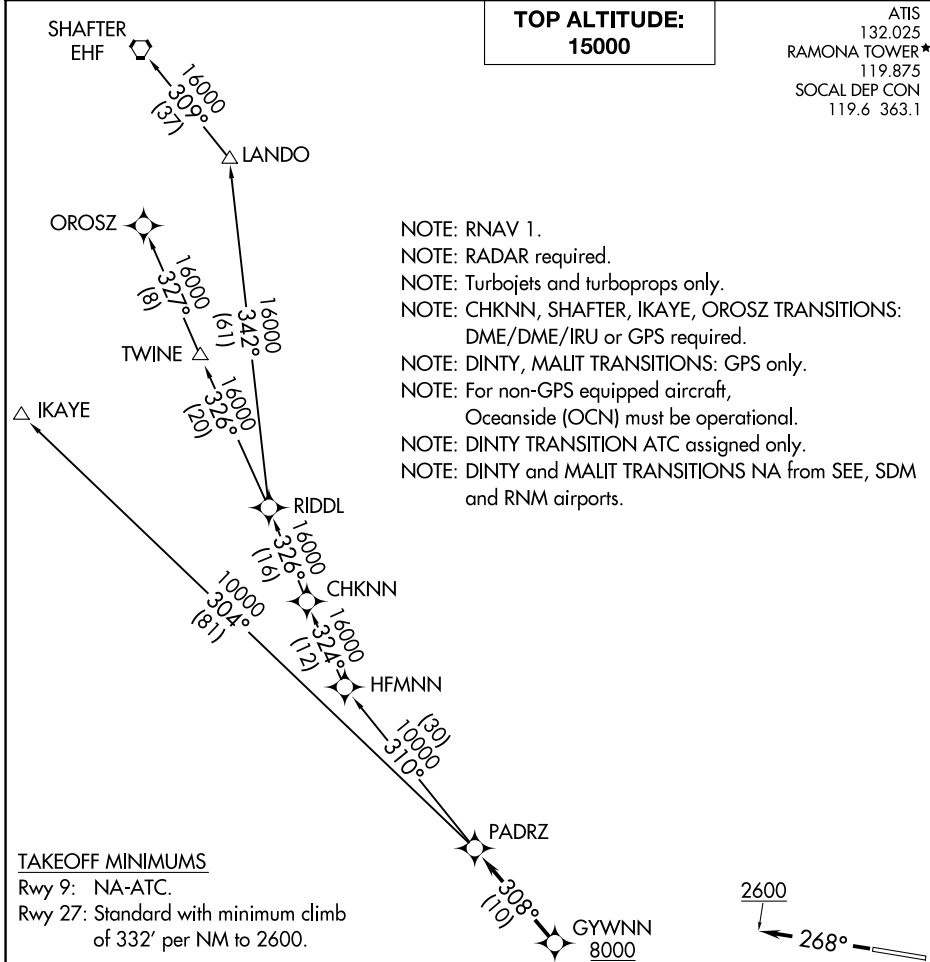 TOP ALTITUDE:
15000
ATIS
132.025
RAMONA TOWER★
119.875
SOCAL DEP CON
119.6 363.1
SHAFTER
EHF
16000
309°
(37)
LANDO
OROSZ
16000
327°
(8)
16000
342°
(61)
TWINE
16000
326°
(20)
IKAYE
NOTE: RNAV 1.
NOTE: RADAR required.
NOTE: Turbojets and turboprops only.
NOTE: CHKNN, SHAFTER, IKAYE, OROSZ TRANSITIONS:
DME/DME/IRU or GPS required.
NOTE: DINTY, MALIT TRANSITIONS: GPS only.
NOTE: For non-GPS equipped aircraft,
Oceanside (OCN) must be operational.
NOTE: DINTY TRANSITION ATC assigned only.
NOTE: DINTY and MALIT TRANSITIONS NA from SEE, SDM
and RNM airports.
RIDDL
16000
326°
(16)
CHKNN
10000
304°
(81)
16000
324°
(12)
HFMNN
(30)
10000
310°
PADRZ
308°
(10)
GYWNN
8000
2600
268°
TAKEOFF MINIMUMS
Rwy 9: NA-ATC.
Rwy 27: Standard with minimum climb
of 332' per NM to 2600.